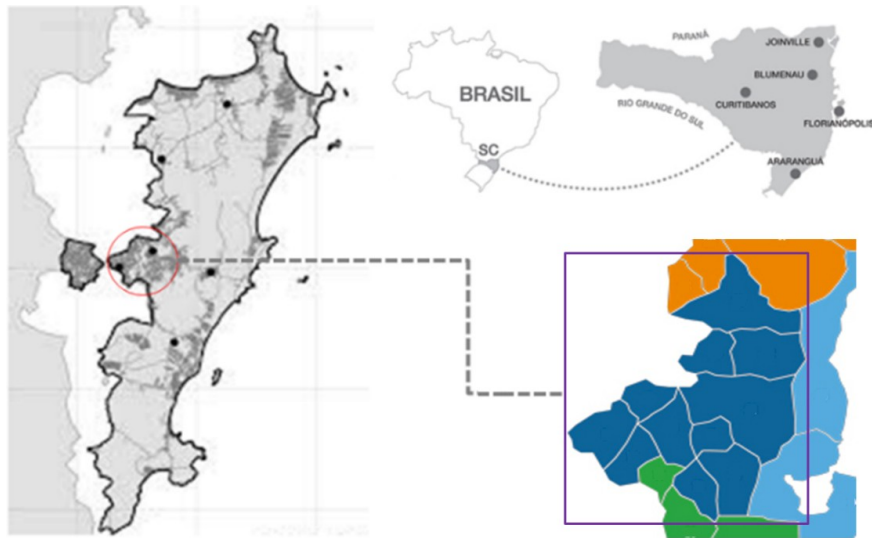 BRASIL
SC
PARANÁ
JOINVILLE
BLUMENAU
CURITIBANOS
RIO GRANDE DO SUL
FLORIANÓPOLIS
ARARANGUÁ